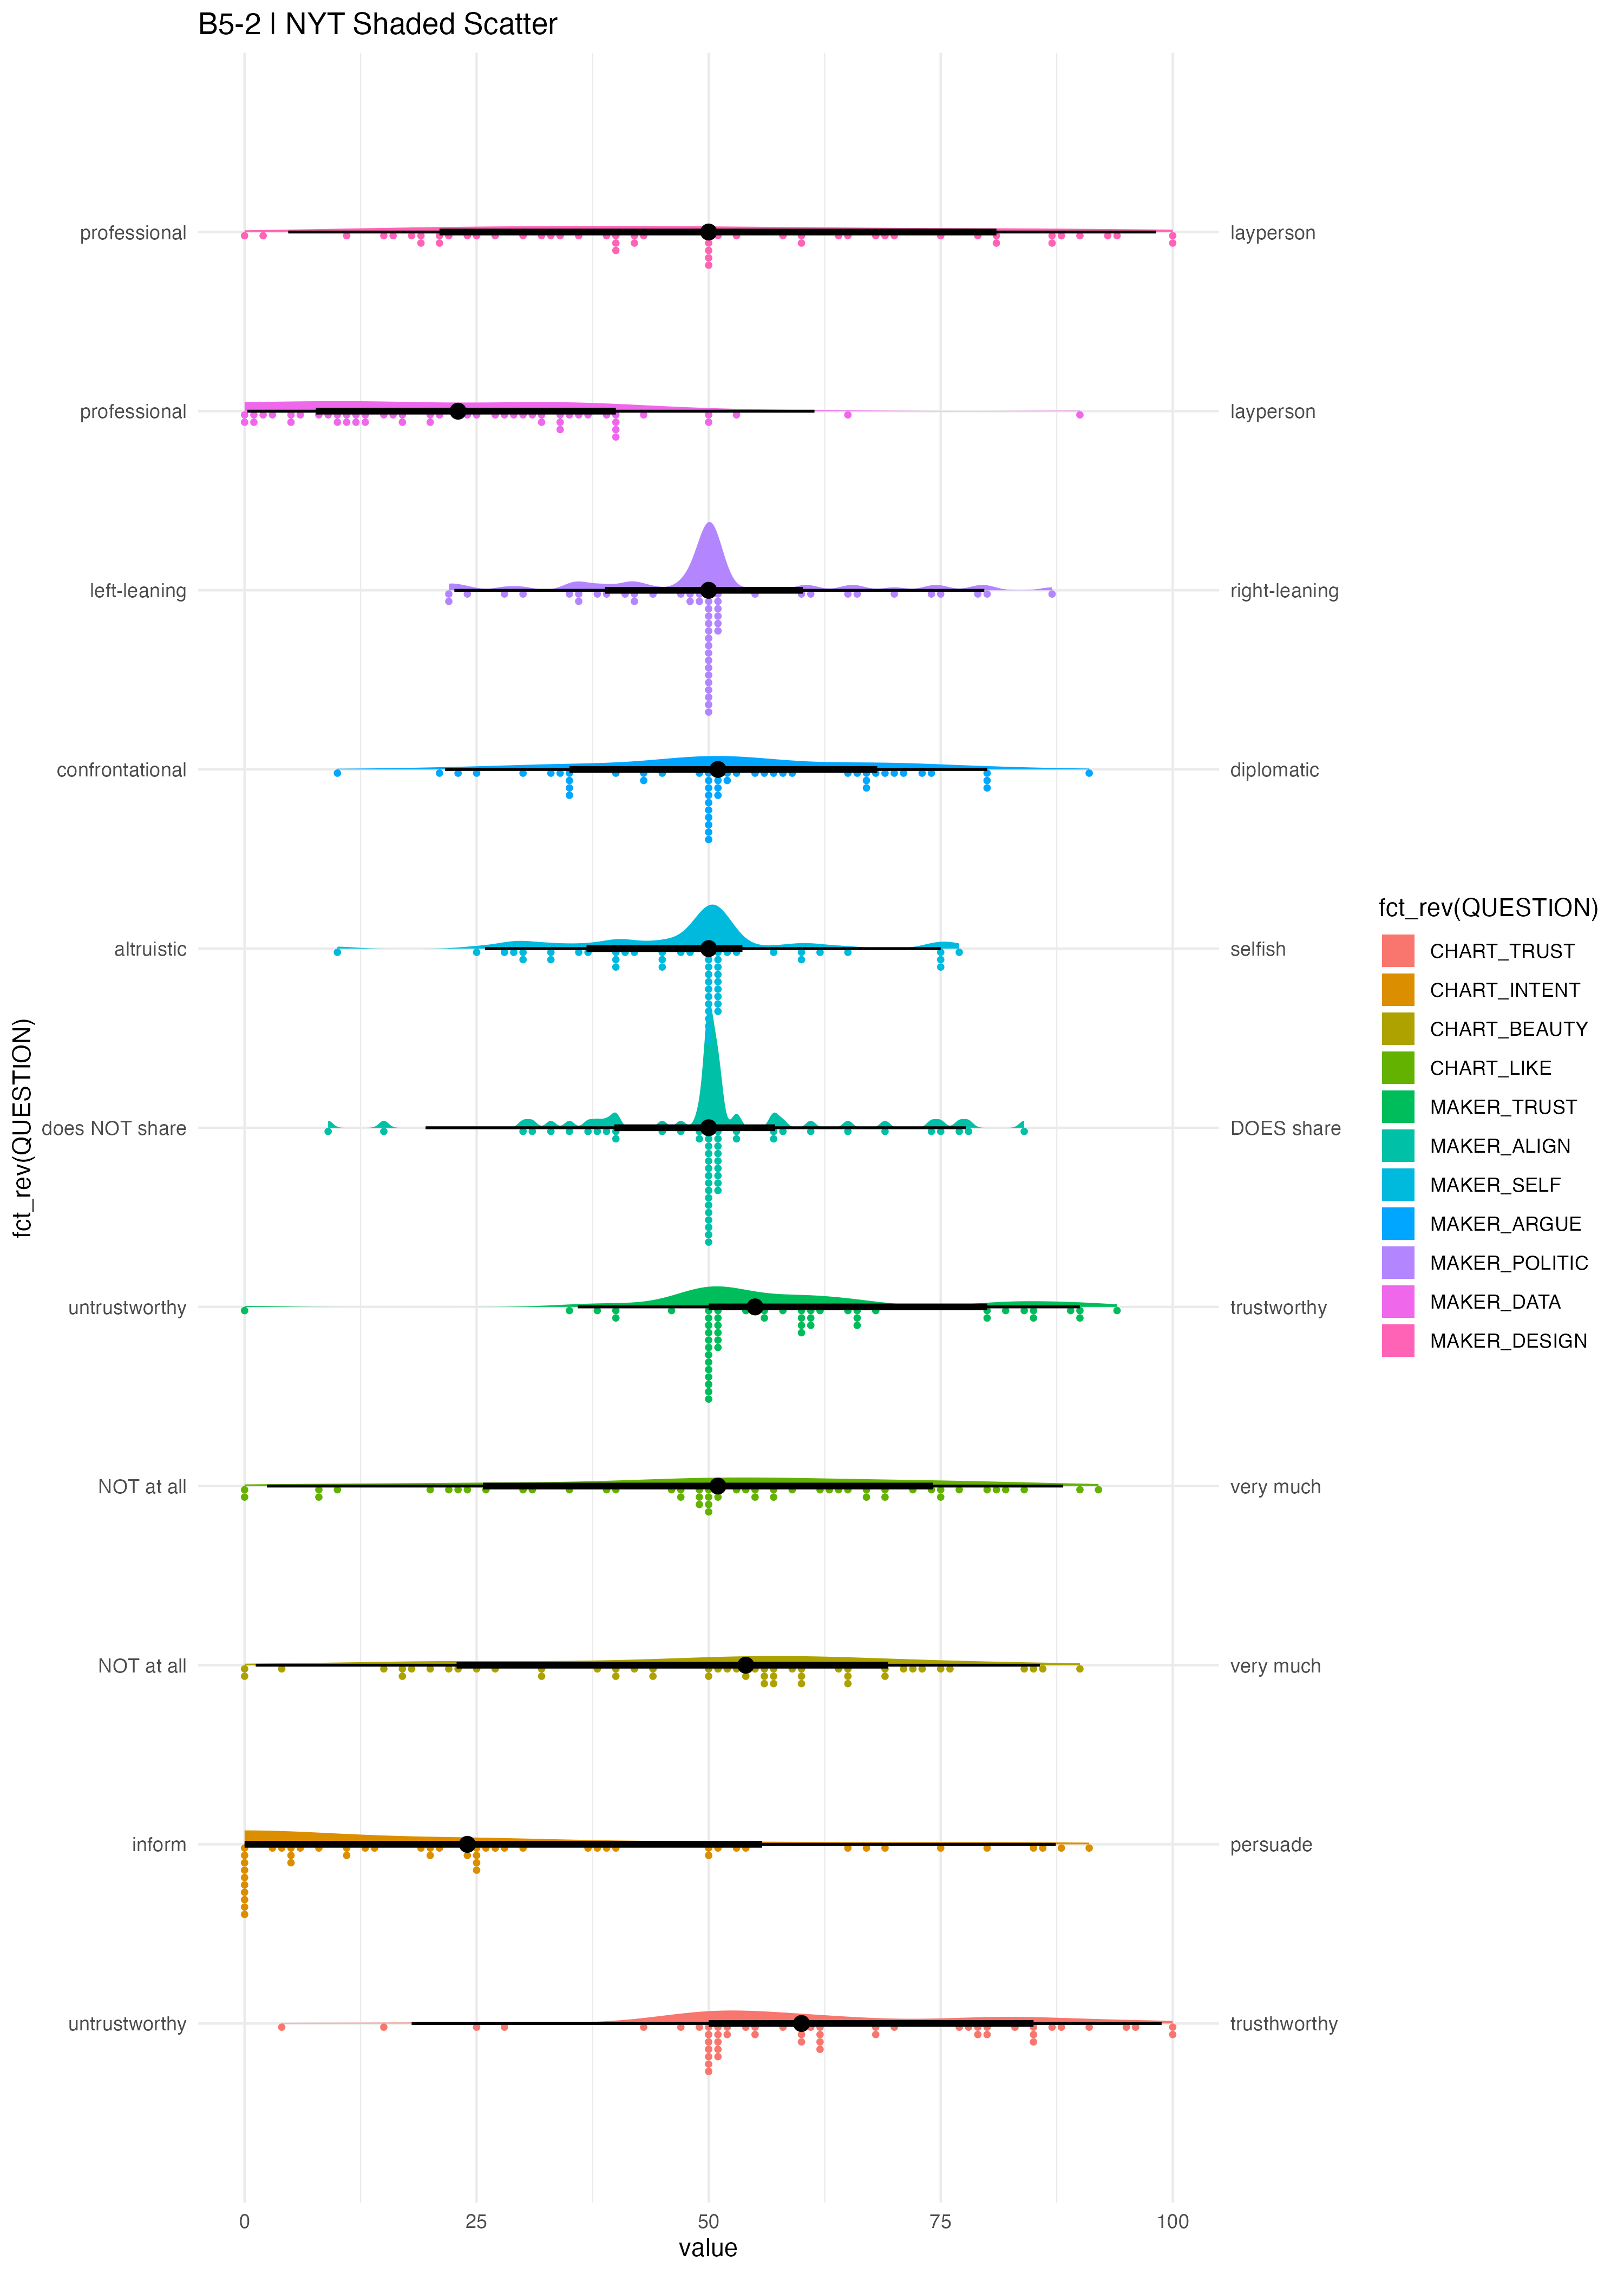 B5-2 | NYT Shaded Scatter
professional layperson
professional layperson
left-leaning right-leaning
confrontational diplomatic
altruistic selfish
does NOT share DOES share
untrustworthy trustworthy
NOT at all very much
NOT at all very much
inform persuade
untrustworthy trusthworthy
fct_rev(QUESTION)
0 25 50 75 100
value
fct_rev(QUESTION)
CHART_TRUST
CHART_INTENT
CHART_BEAUTY
CHART_LIKE
MAKER_TRUST
MAKER_ALIGN
MAKER_SELF
MAKER_ARGUE
MAKER_POLITIC
MAKER_DATA
MAKER_DESIGN